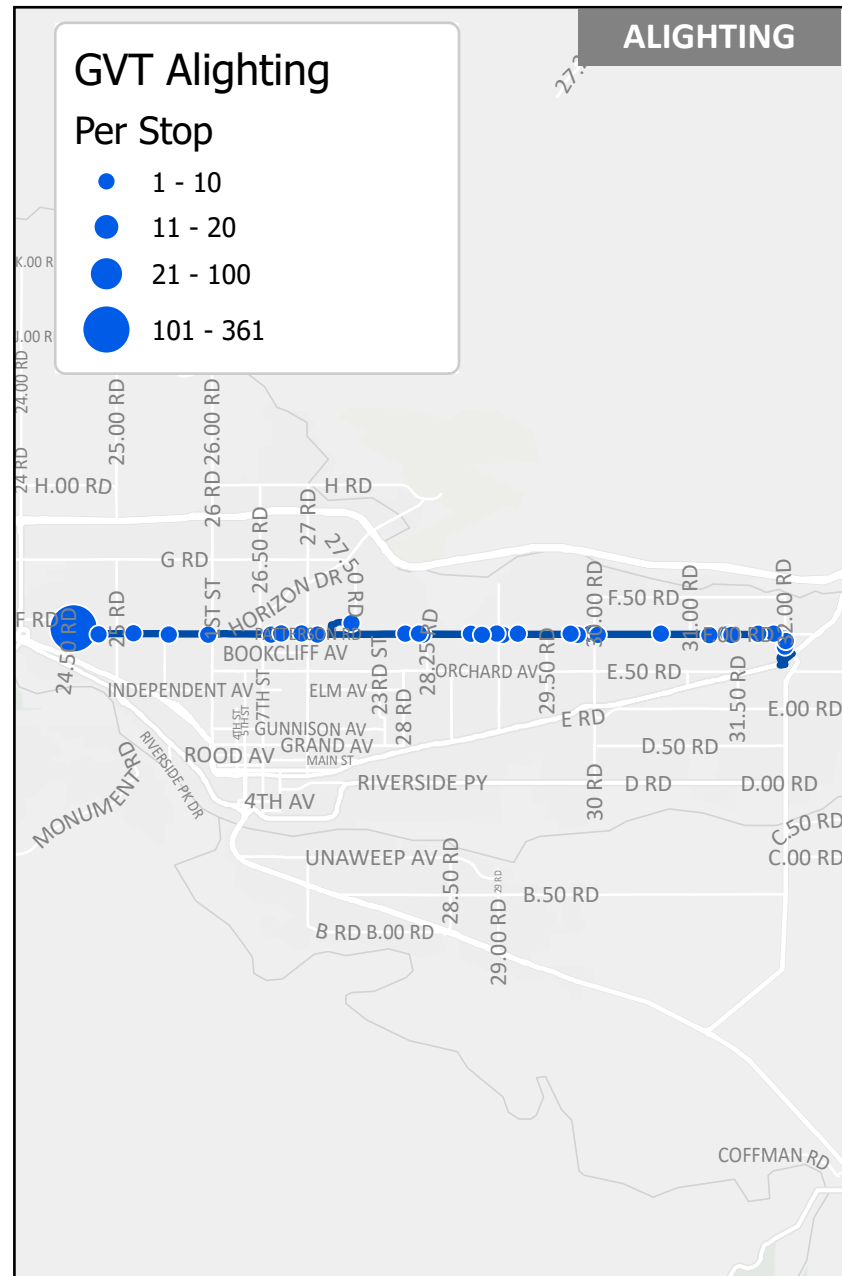 ALIGHTING
GVT Alighting
Per Stop
1 - 10
11 - 20
21 - 100
101 - 361
24.00 RD
24 RD
25.00 RD
26.00 RD
H.00 RD
26 RD
26.50 RD
27 RD
H RD
G RD
27.50 RD
HORIZON DR
F.50 RD
30.00 RD
31.00 RD
32.00 RD
F RD
24.50 RD
25 RD
1ST ST
PATTERSON RD
BOOKCLIFF AV
23RD ST
28.25 RD
ORCHARD AV
29.50 RD
E.50 RD
INDEPENDENT AV
7TH ST
ELM AV
28 RD
E RD
31.50 RD
E.00 RD
4TH ST
5TH ST
GUNNISON AV
GRAND AV
D.50 RD
ROOD AV
MAIN ST
MONUMENT RD
RIVERSIDE PK DR
4TH AV
RIVERSIDE PY
30 RD
D RD
D.00 RD
C.50 RD
C.00 RD
UNAWEEP AV
28.50 RD
29 RD
B.50 RD
29.00 RD
B RD
B.00 RD
COFFMAN RD